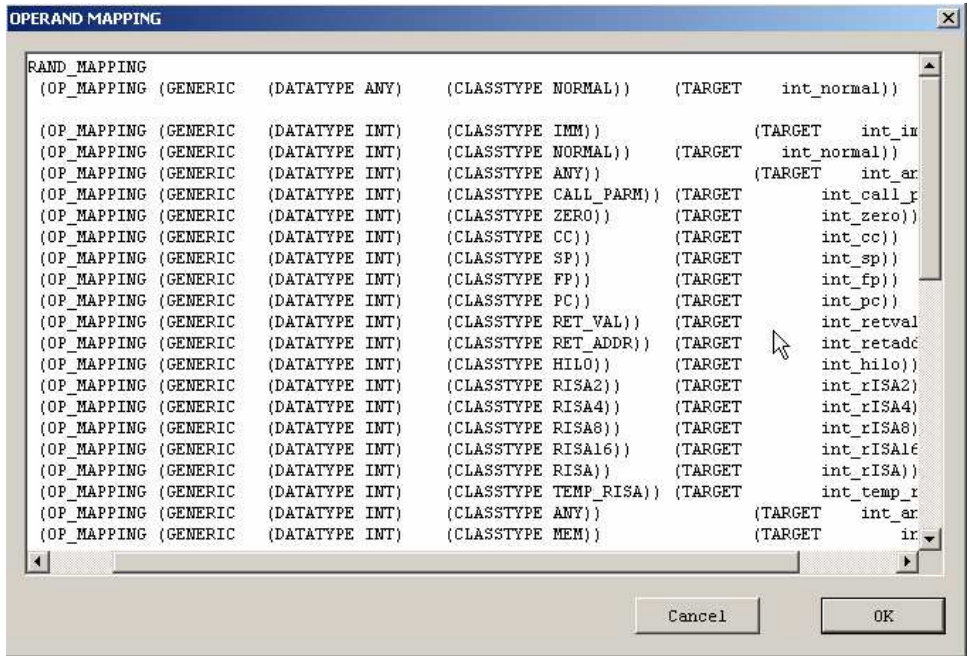 OPERAND MAPPING
RAND_MAPPING
(OP_MAPPING (GENERIC (DATATYPE ANY) (CLASSTYPE NORMAL)) (TARGET int_normal))
(OP_MAPPING (GENERIC (DATATYPE INT) (CLASSTYPE IMM)) (TARGET int_im
(OP_MAPPING (GENERIC (DATATYPE INT) (CLASSTYPE NORMAL)) (TARGET int_normal))
(OP_MAPPING (GENERIC (DATATYPE INT) (CLASSTYPE ANY)) (TARGET int_an
(OP_MAPPING (GENERIC (DATATYPE INT) (CLASSTYPE CALL_PARM)) (TARGET int_call_p
(OP_MAPPING (GENERIC (DATATYPE INT) (CLASSTYPE ZERO)) (TARGET int_zero))
(OP_MAPPING (GENERIC (DATATYPE INT) (CLASSTYPE CC)) (TARGET int_cc))
(OP_MAPPING (GENERIC (DATATYPE INT) (CLASSTYPE SP)) (TARGET int_sp))
(OP_MAPPING (GENERIC (DATATYPE INT) (CLASSTYPE FP)) (TARGET int_fp))
(OP_MAPPING (GENERIC (DATATYPE INT) (CLASSTYPE PC)) (TARGET int_pc))
(OP_MAPPING (GENERIC (DATATYPE INT) (CLASSTYPE RET_VAL)) (TARGET int_retval
(OP_MAPPING (GENERIC (DATATYPE INT) (CLASSTYPE RET_ADDR)) (TARGET int_retadd
(OP_MAPPING (GENERIC (DATATYPE INT) (CLASSTYPE HILO)) (TARGET int_hilo))
(OP_MAPPING (GENERIC (DATATYPE INT) (CLASSTYPE RISA2)) (TARGET int_rISA2)
(OP_MAPPING (GENERIC (DATATYPE INT) (CLASSTYPE RISA4)) (TARGET int_rISA4)
(OP_MAPPING (GENERIC (DATATYPE INT) (CLASSTYPE RISA8)) (TARGET int_rISA8)
(OP_MAPPING (GENERIC (DATATYPE INT) (CLASSTYPE RISA16)) (TARGET int_rISA16
(OP_MAPPING (GENERIC (DATATYPE INT) (CLASSTYPE RISA)) (TARGET int_rISA))
(OP_MAPPING (GENERIC (DATATYPE INT) (CLASSTYPE TEMP_RISA)) (TARGET int_temp_r
(OP_MAPPING (GENERIC (DATATYPE INT) (CLASSTYPE ANY)) (TARGET int_an
(OP_MAPPING (GENERIC (DATATYPE INT) (CLASSTYPE MEM)) (TARGET in
Cancel OK